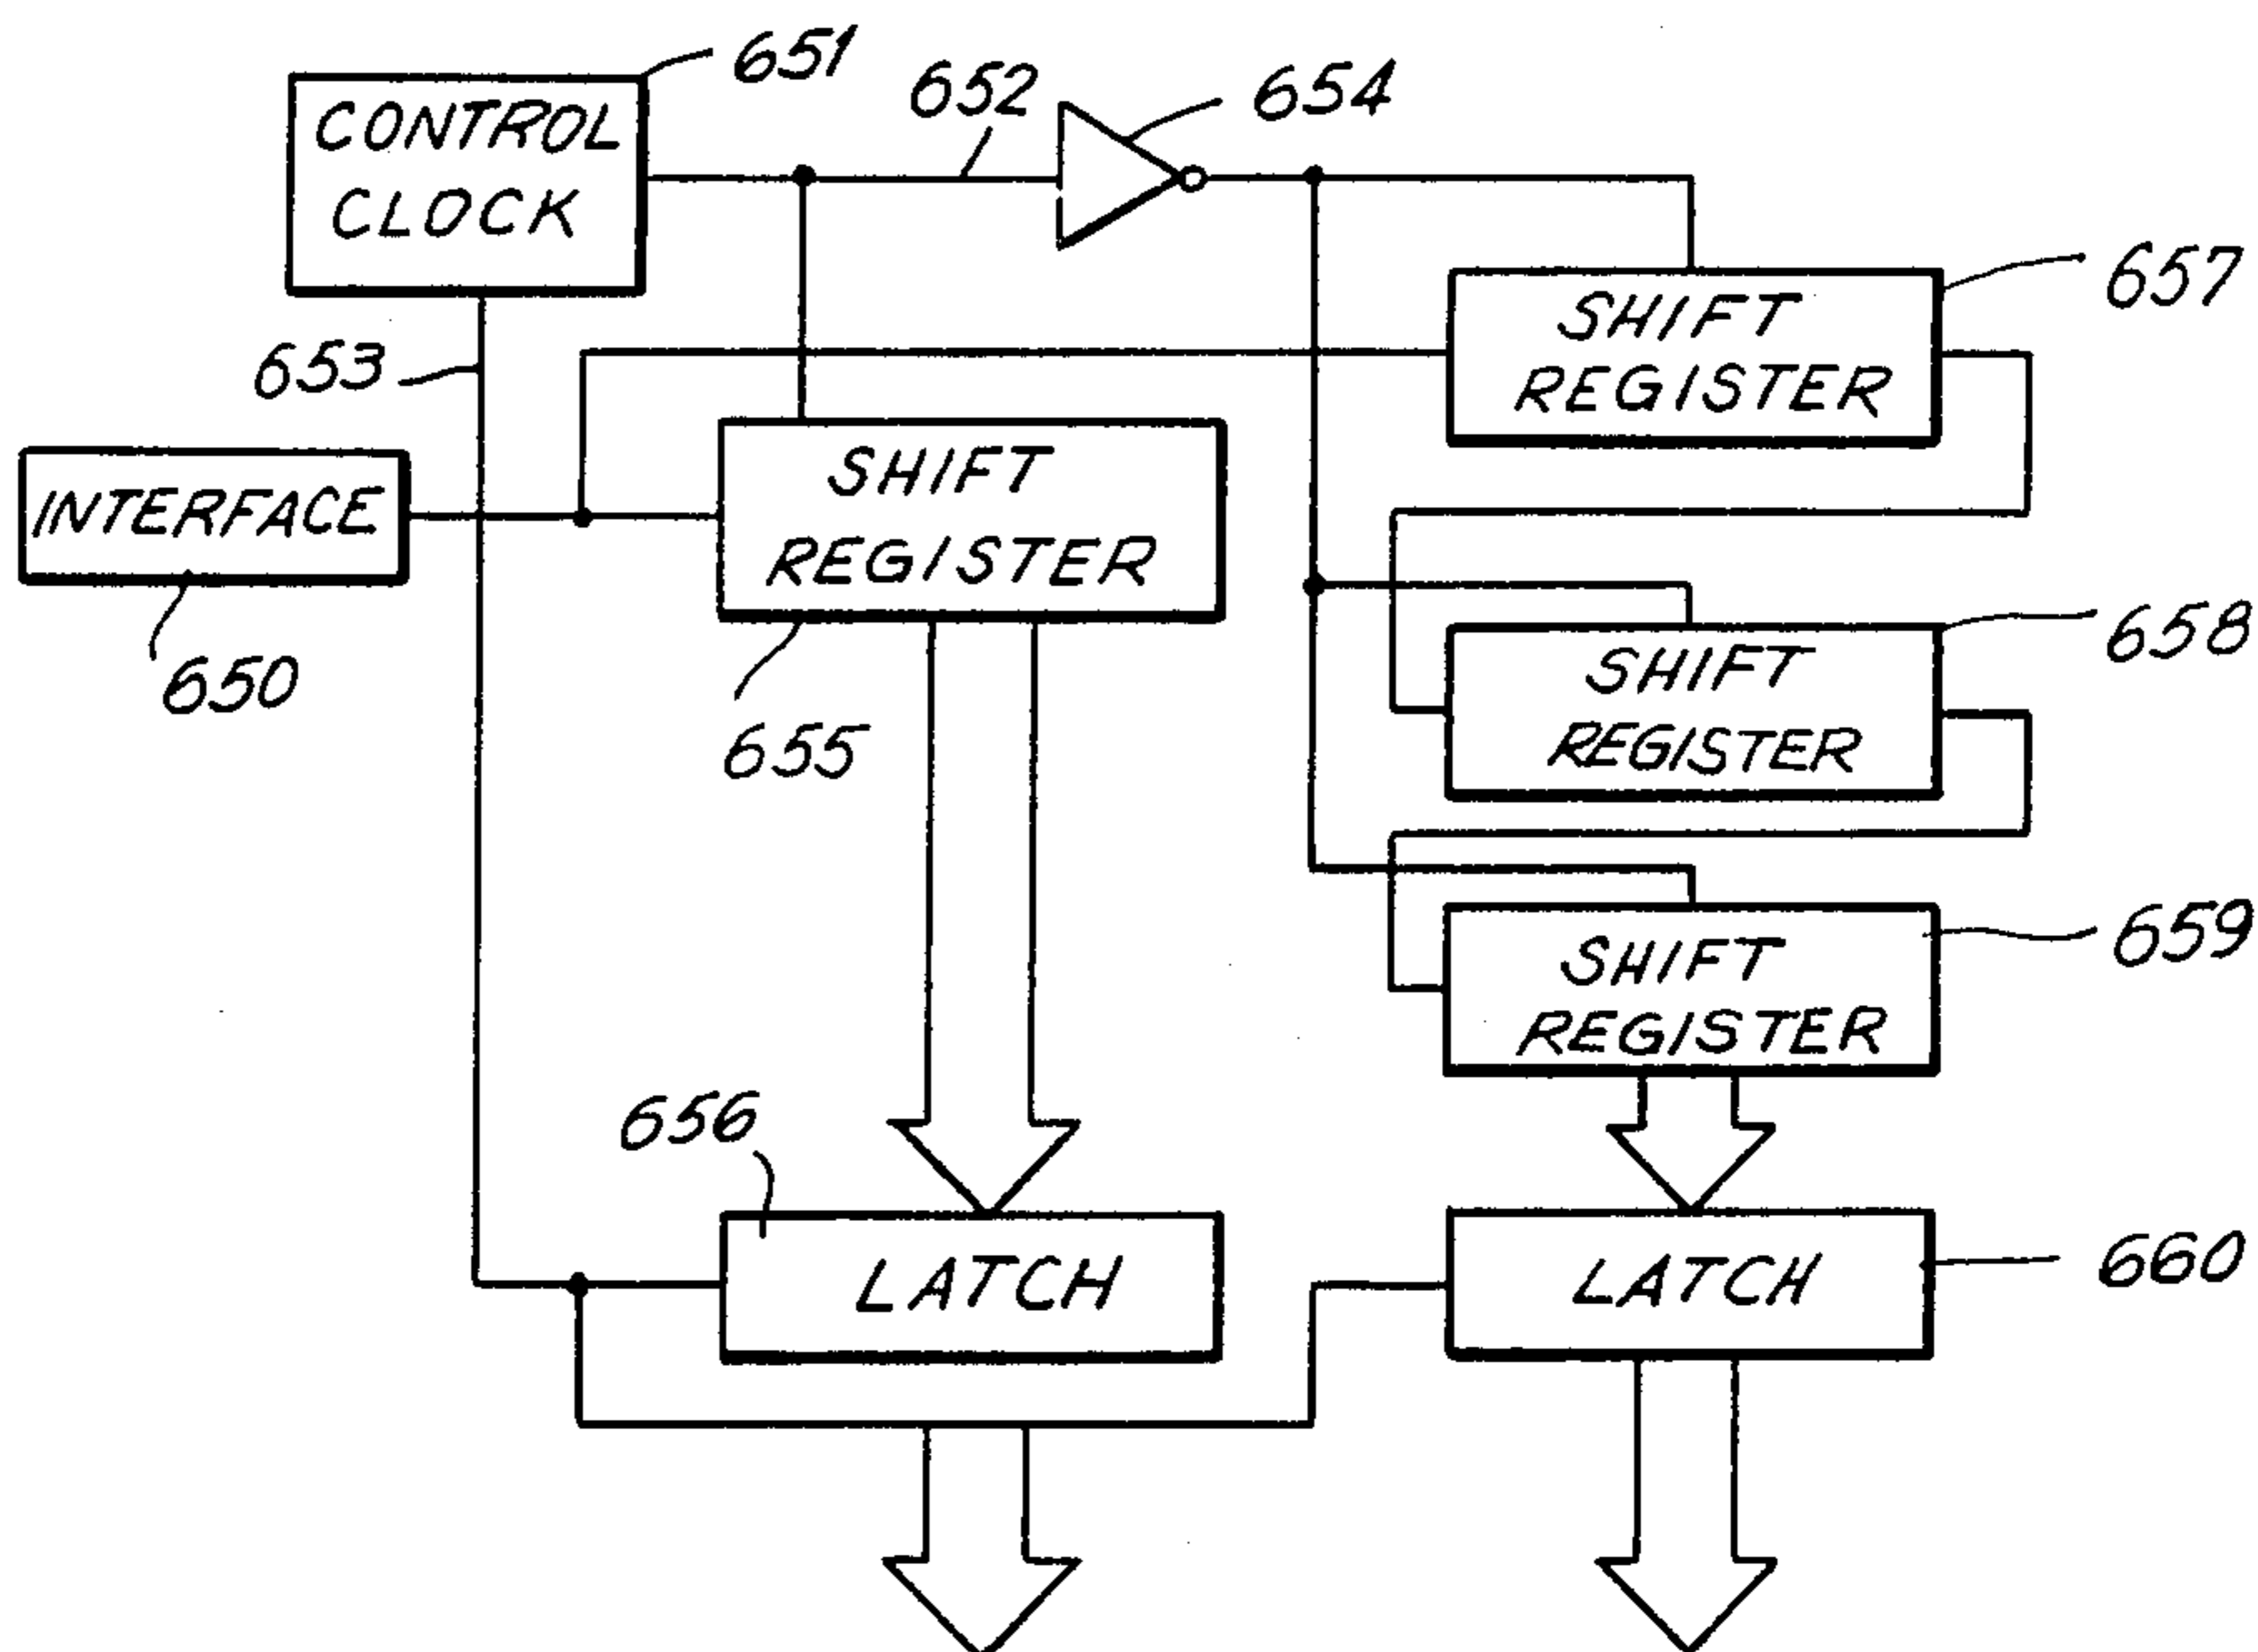 651
CONTROL
CLOCK
652
654
657
SHIFT
REGISTER
653
INTERFACE
650
SHIFT
REGISTER
655
658
SHIFT
REGISTER
659
SHIFT
REGISTER
656
LATCH
LATCH
660